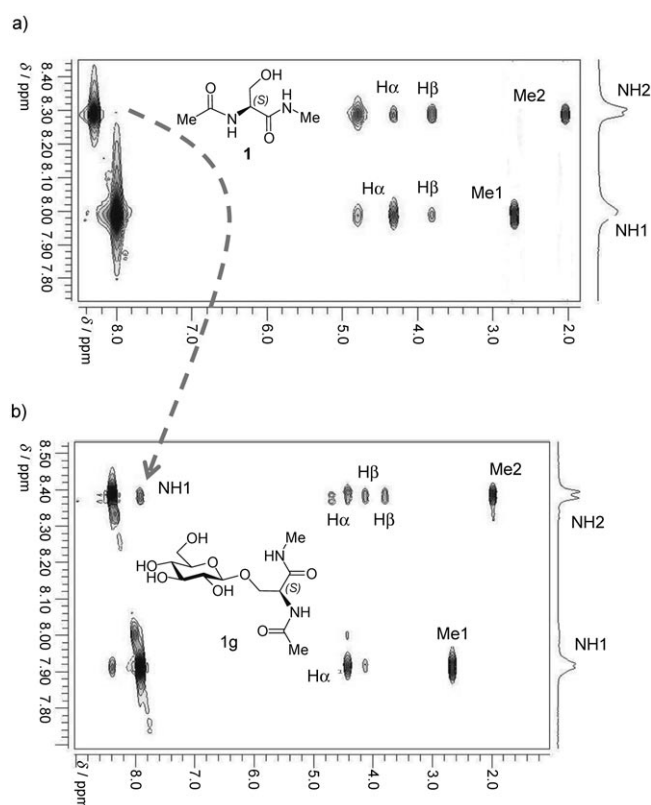 a)
δ / ppm
8.40
8.30
8.20
8.10
8.00
7.90
7.80
OH
O
(S)
H
N
Me
Me
N
H
O
1
Hα
Hβ
Me2
Hα
Hβ
Me1
NH2
NH1
δ / ppm
8.0
7.0
6.0
5.0
4.0
3.0
2.0
b)
δ / ppm
8.50
8.40
8.30
8.20
8.10
8.00
7.90
7.80
NH1
Hβ
Hα
Hβ
Me2
NH2
HO
OH
HO
HO
OH
O
O
Me
HN
O
(S)
NH
O
Me
1g
Hα
Me1
NH1
δ / ppm
8.0
7.0
6.0
5.0
4.0
3.0
2.0